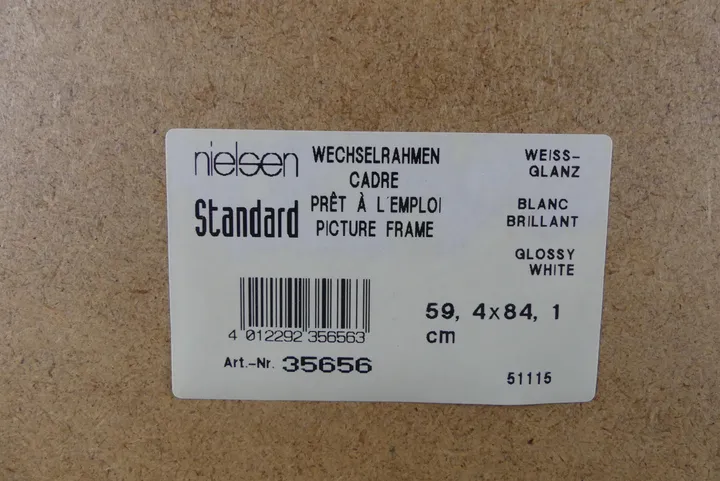 nielsen
Standard
WECHSELRAHMEN
CADRE
PRÊT À L'EMPLOI
PICTURE FRAME
WEISS-
GLANZ
BLANC
BRILLANT
GLOSSY
WHITE
4 012292 356563
Art.-Nr. 35656
59, 4x84, 1
cm
51115